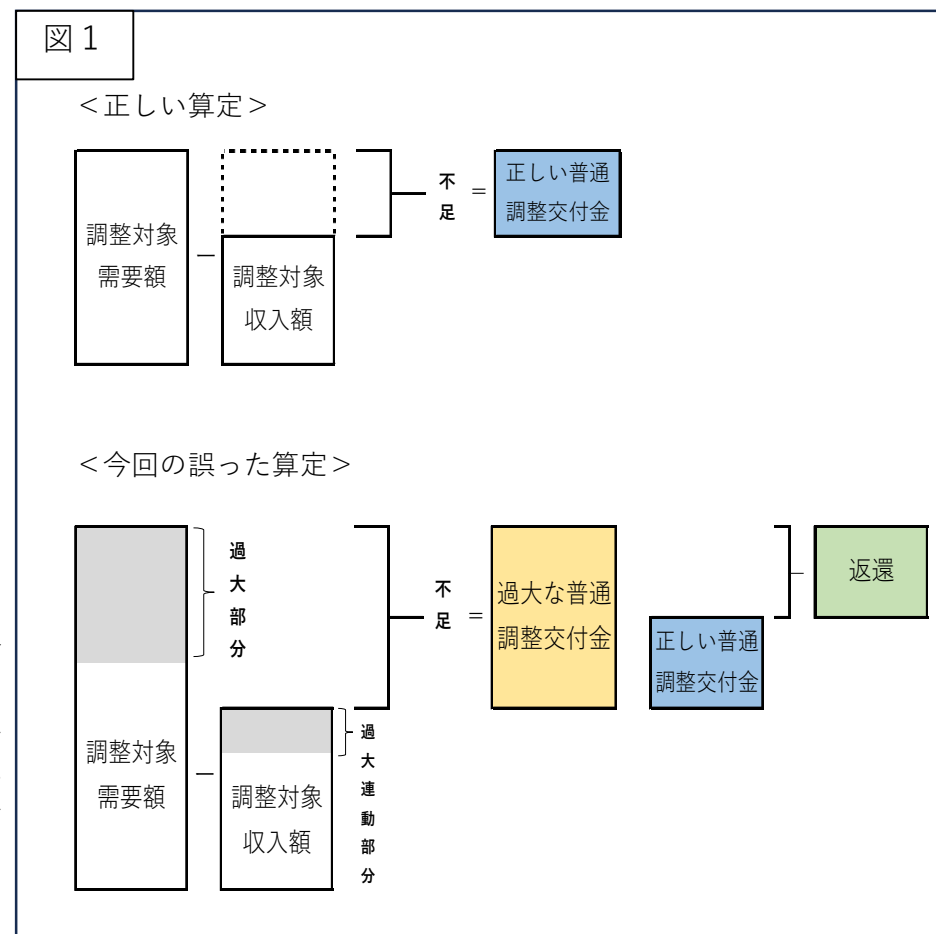 図1
<正しい算定>
調整対象
需要額
−
調整対象
収入額
不足
=
正しい普通
調整交付金
<今回の誤った算定>
過大部分
調整対象
需要額
−
過大連動部分
調整対象
収入額
不足
=
過大な普通
調整交付金
正しい普通
調整交付金
返還